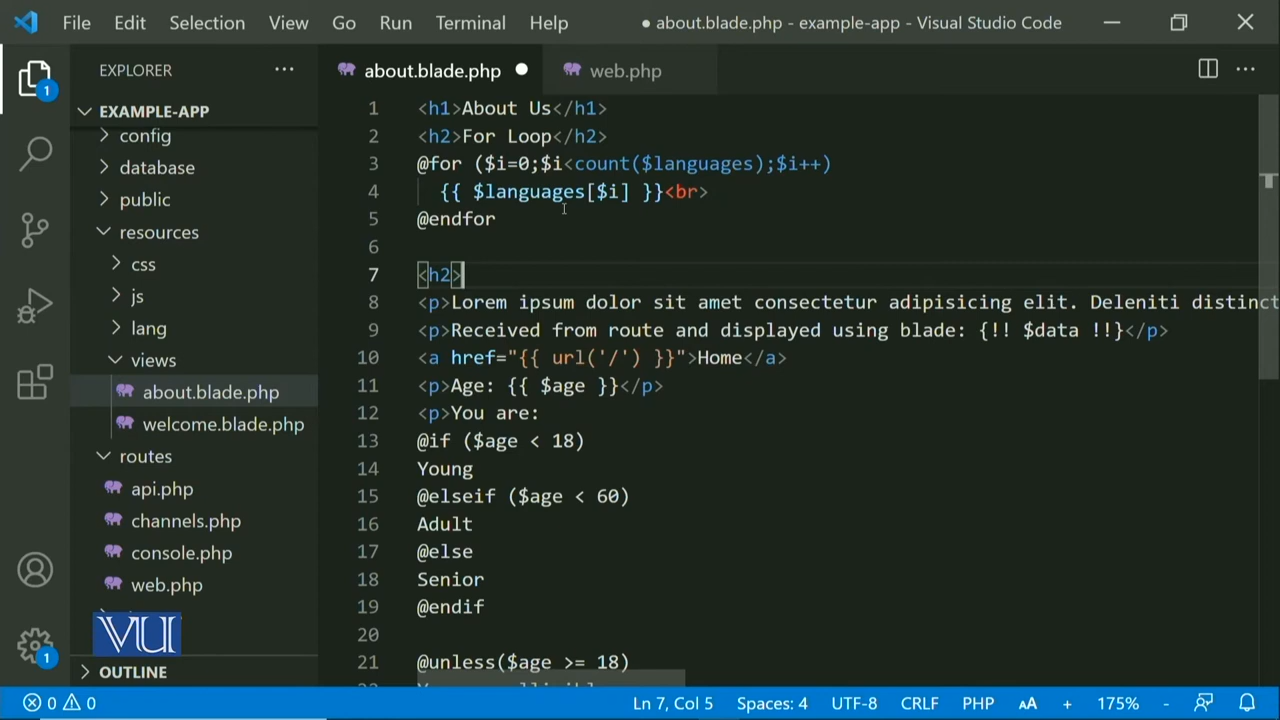 File Edit Selection View Go Run Terminal Help ● about.blade.php - example-app - Visual Studio Code
EXPLORER ··· about.blade.php ● web.php ···
1
EXAMPLE-APP
config
database
public
resources
css
js
lang
views
about.blade.php
welcome.blade.php
routes
api.php
channels.php
console.php
web.php
VU
OUTLINE
1
1 <h1>About Us</h1>
2 <h2>For Loop</h2>
3 @for ($i=0;$i<count($languages);$i++)
4 {{ $languages[$i] }}<br>
5 @endfor
6
7 <h2>
8 <p>Lorem ipsum dolor sit amet consectetur adipisicing elit. Deleniti distinct
9 <p>Received from route and displayed using blade: {!! $data !!}</p>
10 <a href="{{ url('/') }}">Home</a>
11 <p>Age: {{ $age }}</p>
12 <p>You are:
13 @if ($age < 18)
14 Young
15 @elseif ($age < 60)
16 Adult
17 @else
18 Senior
19 @endif
20
21 @unless($age >= 18)
0 0 Ln 7, Col 5 Spaces: 4 UTF-8 CRLF PHP AA + 175% -